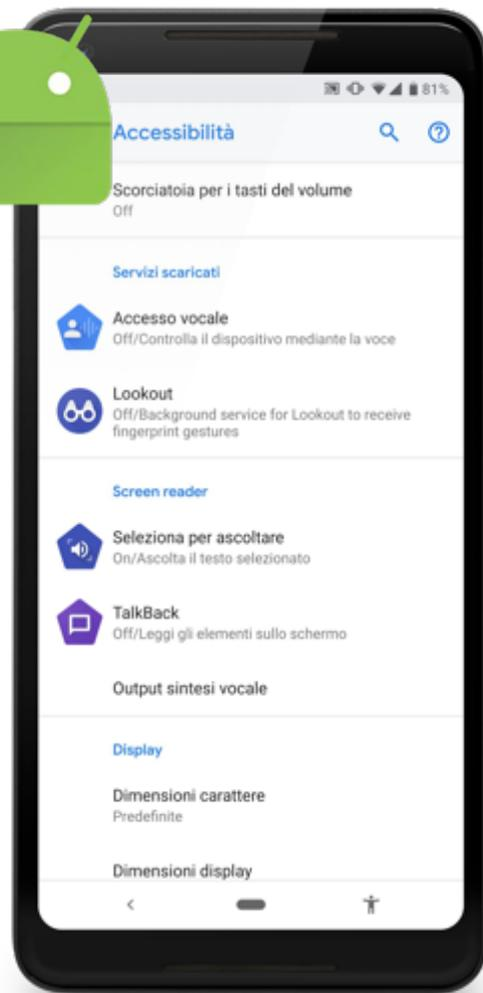 81%
Accessibilità
Scorciatoia per i tasti del volume
Off
Servizi scaricati
Accesso vocale
Off/Controlla il dispositivo mediante la voce
Lookout
Off/Background service for Lookout to receive
fingerprint gestures
Screen reader
Seleziona per ascoltare
On/Ascolta il testo selezionato
TalkBack
Off/Leggi gli elementi sullo schermo
Output sintesi vocale
Display
Dimensioni carattere
Predefinite
Dimensioni display